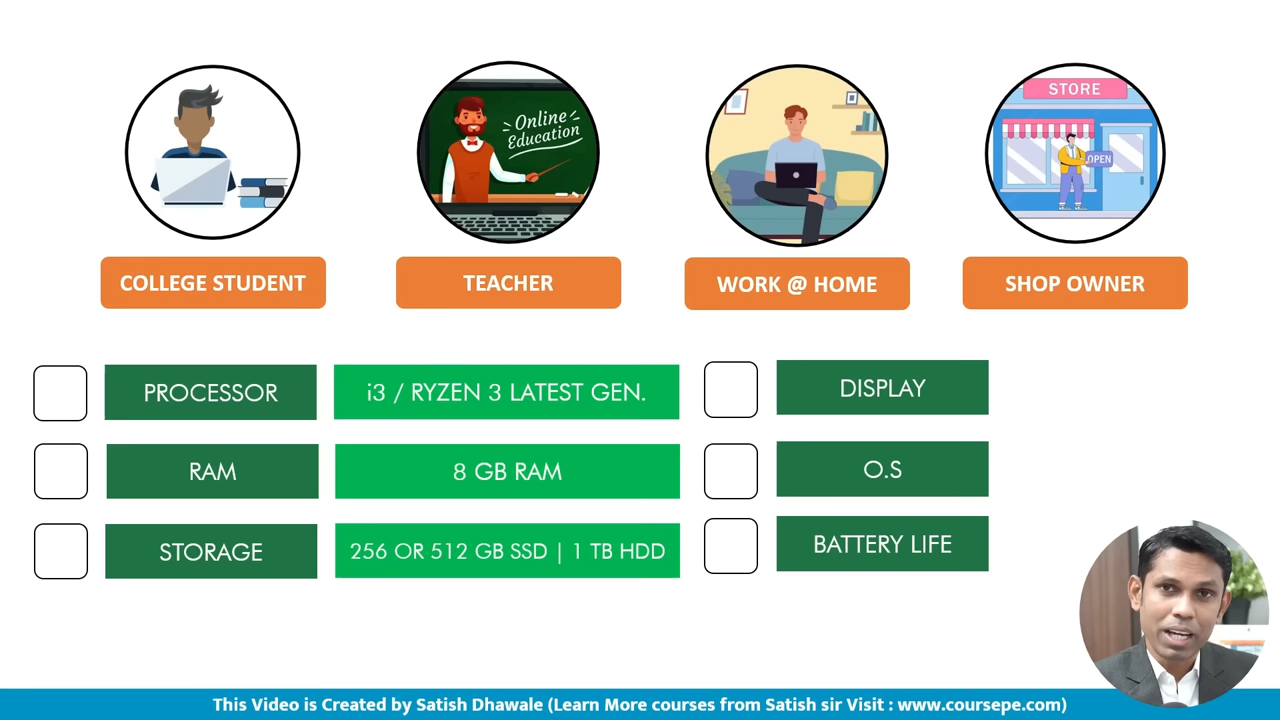 Online
Education
STORE
OPEN
COLLEGE STUDENT
TEACHER
WORK @ HOME
SHOP OWNER
PROCESSOR
i3 / RYZEN 3 LATEST GEN.
DISPLAY
RAM
8 GB RAM
O.S
STORAGE
256 OR 512 GB SSD | 1 TB HDD
BATTERY LIFE
This Video is Created by Satish Dhawale (Learn More courses from Satish sir Visit : www.coursepe.com)